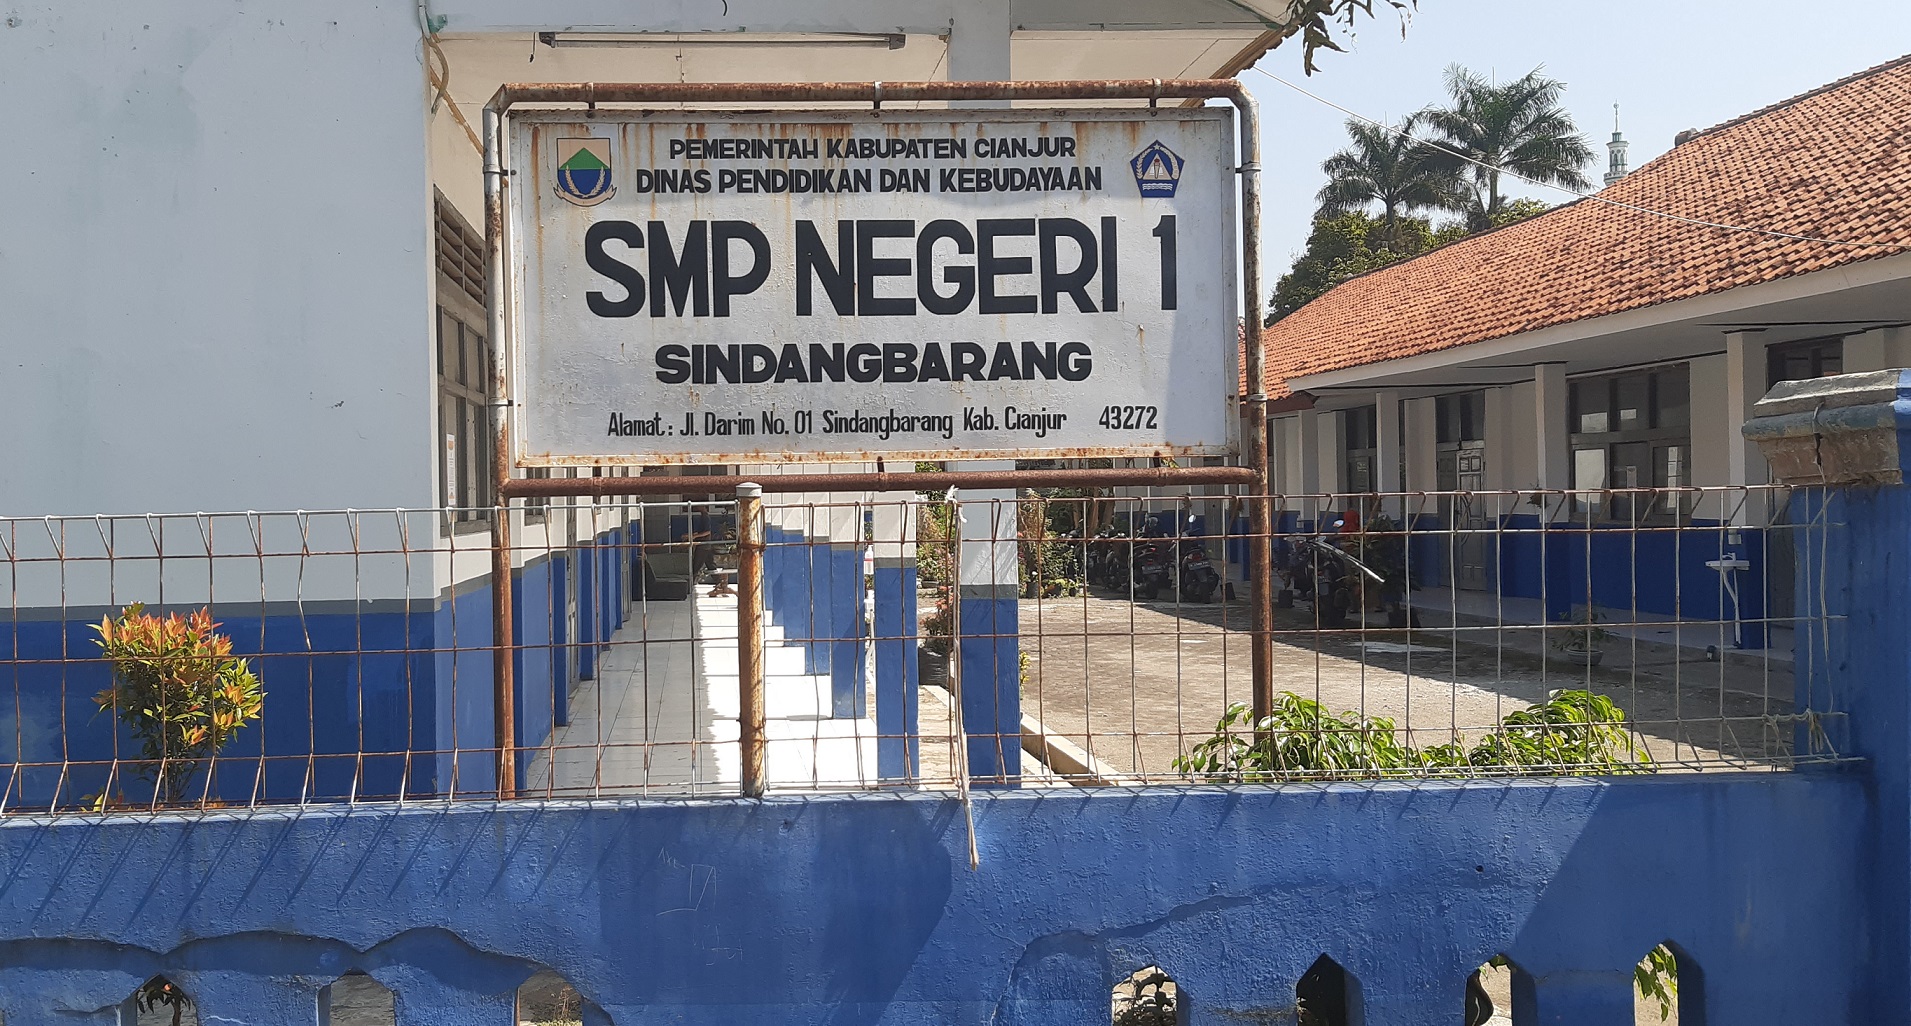 PEMERINTAH KABUPATEN CIANJUR
DINAS PENDIDIKAN DAN KEBUDAYAAN
SMP NEGERI 1
SINDANGBARANG
Alamat : Jl. Darim No. 01 Sindangbarang Kab. Cianjur 43272